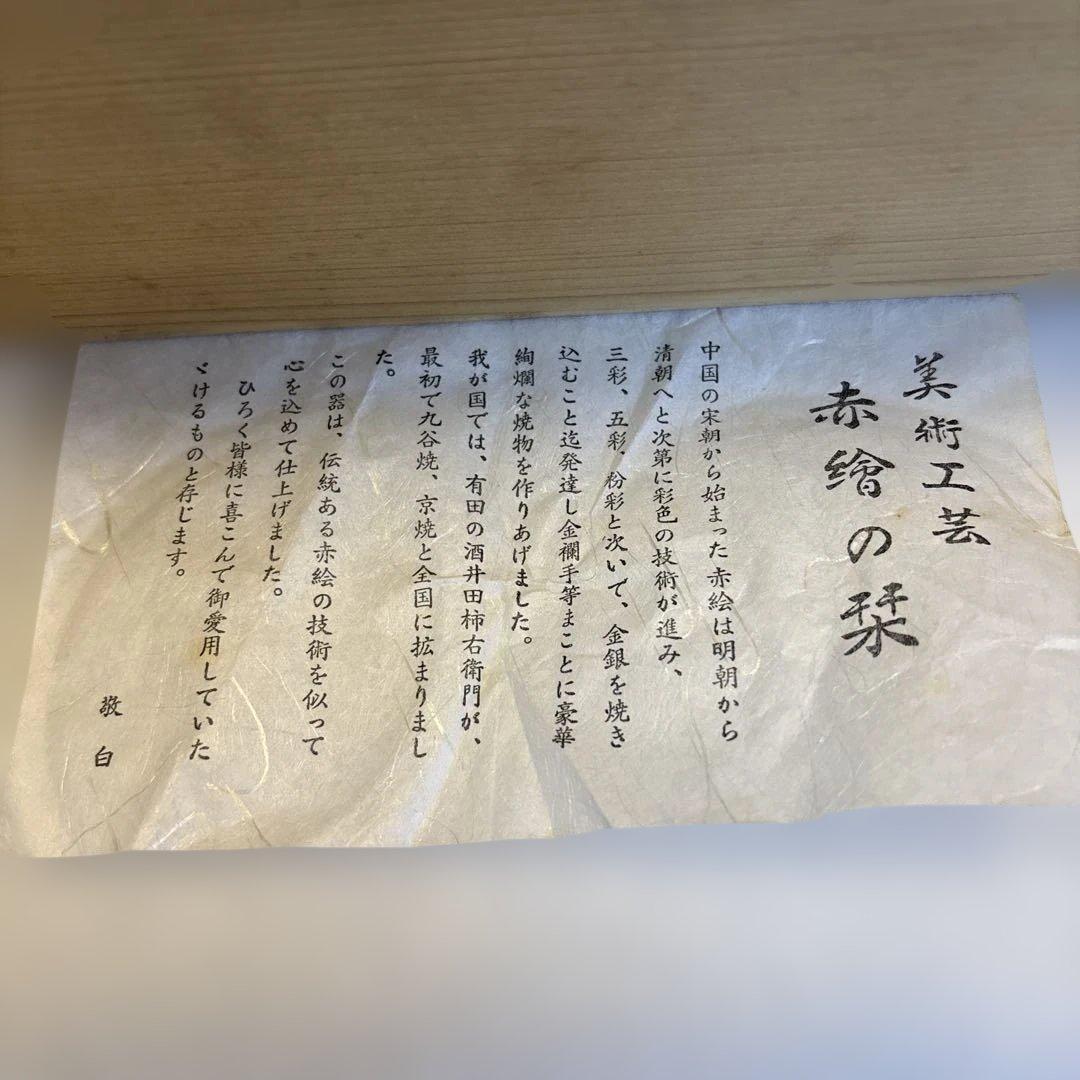 美術工芸
赤繪の栞
中国の宋朝から始まった赤絵は明朝から
清朝へと次第に彩色の技術が進み、
三彩、五彩、粉彩と次いで、金銀を焼き
込むこと迄発達し金襴手等まことに豪華
絢爛な焼物を作りあげました。
我が国では、有田の酒井田柿右衛門が、
最初で九谷焼、京焼と全国に拡まりまし
た。
この器は、伝統ある赤絵の技術を似って
心を込めて仕上げました。
ひろく皆様に喜こんで御愛用していた
ゞけるものと存じます。
敬白